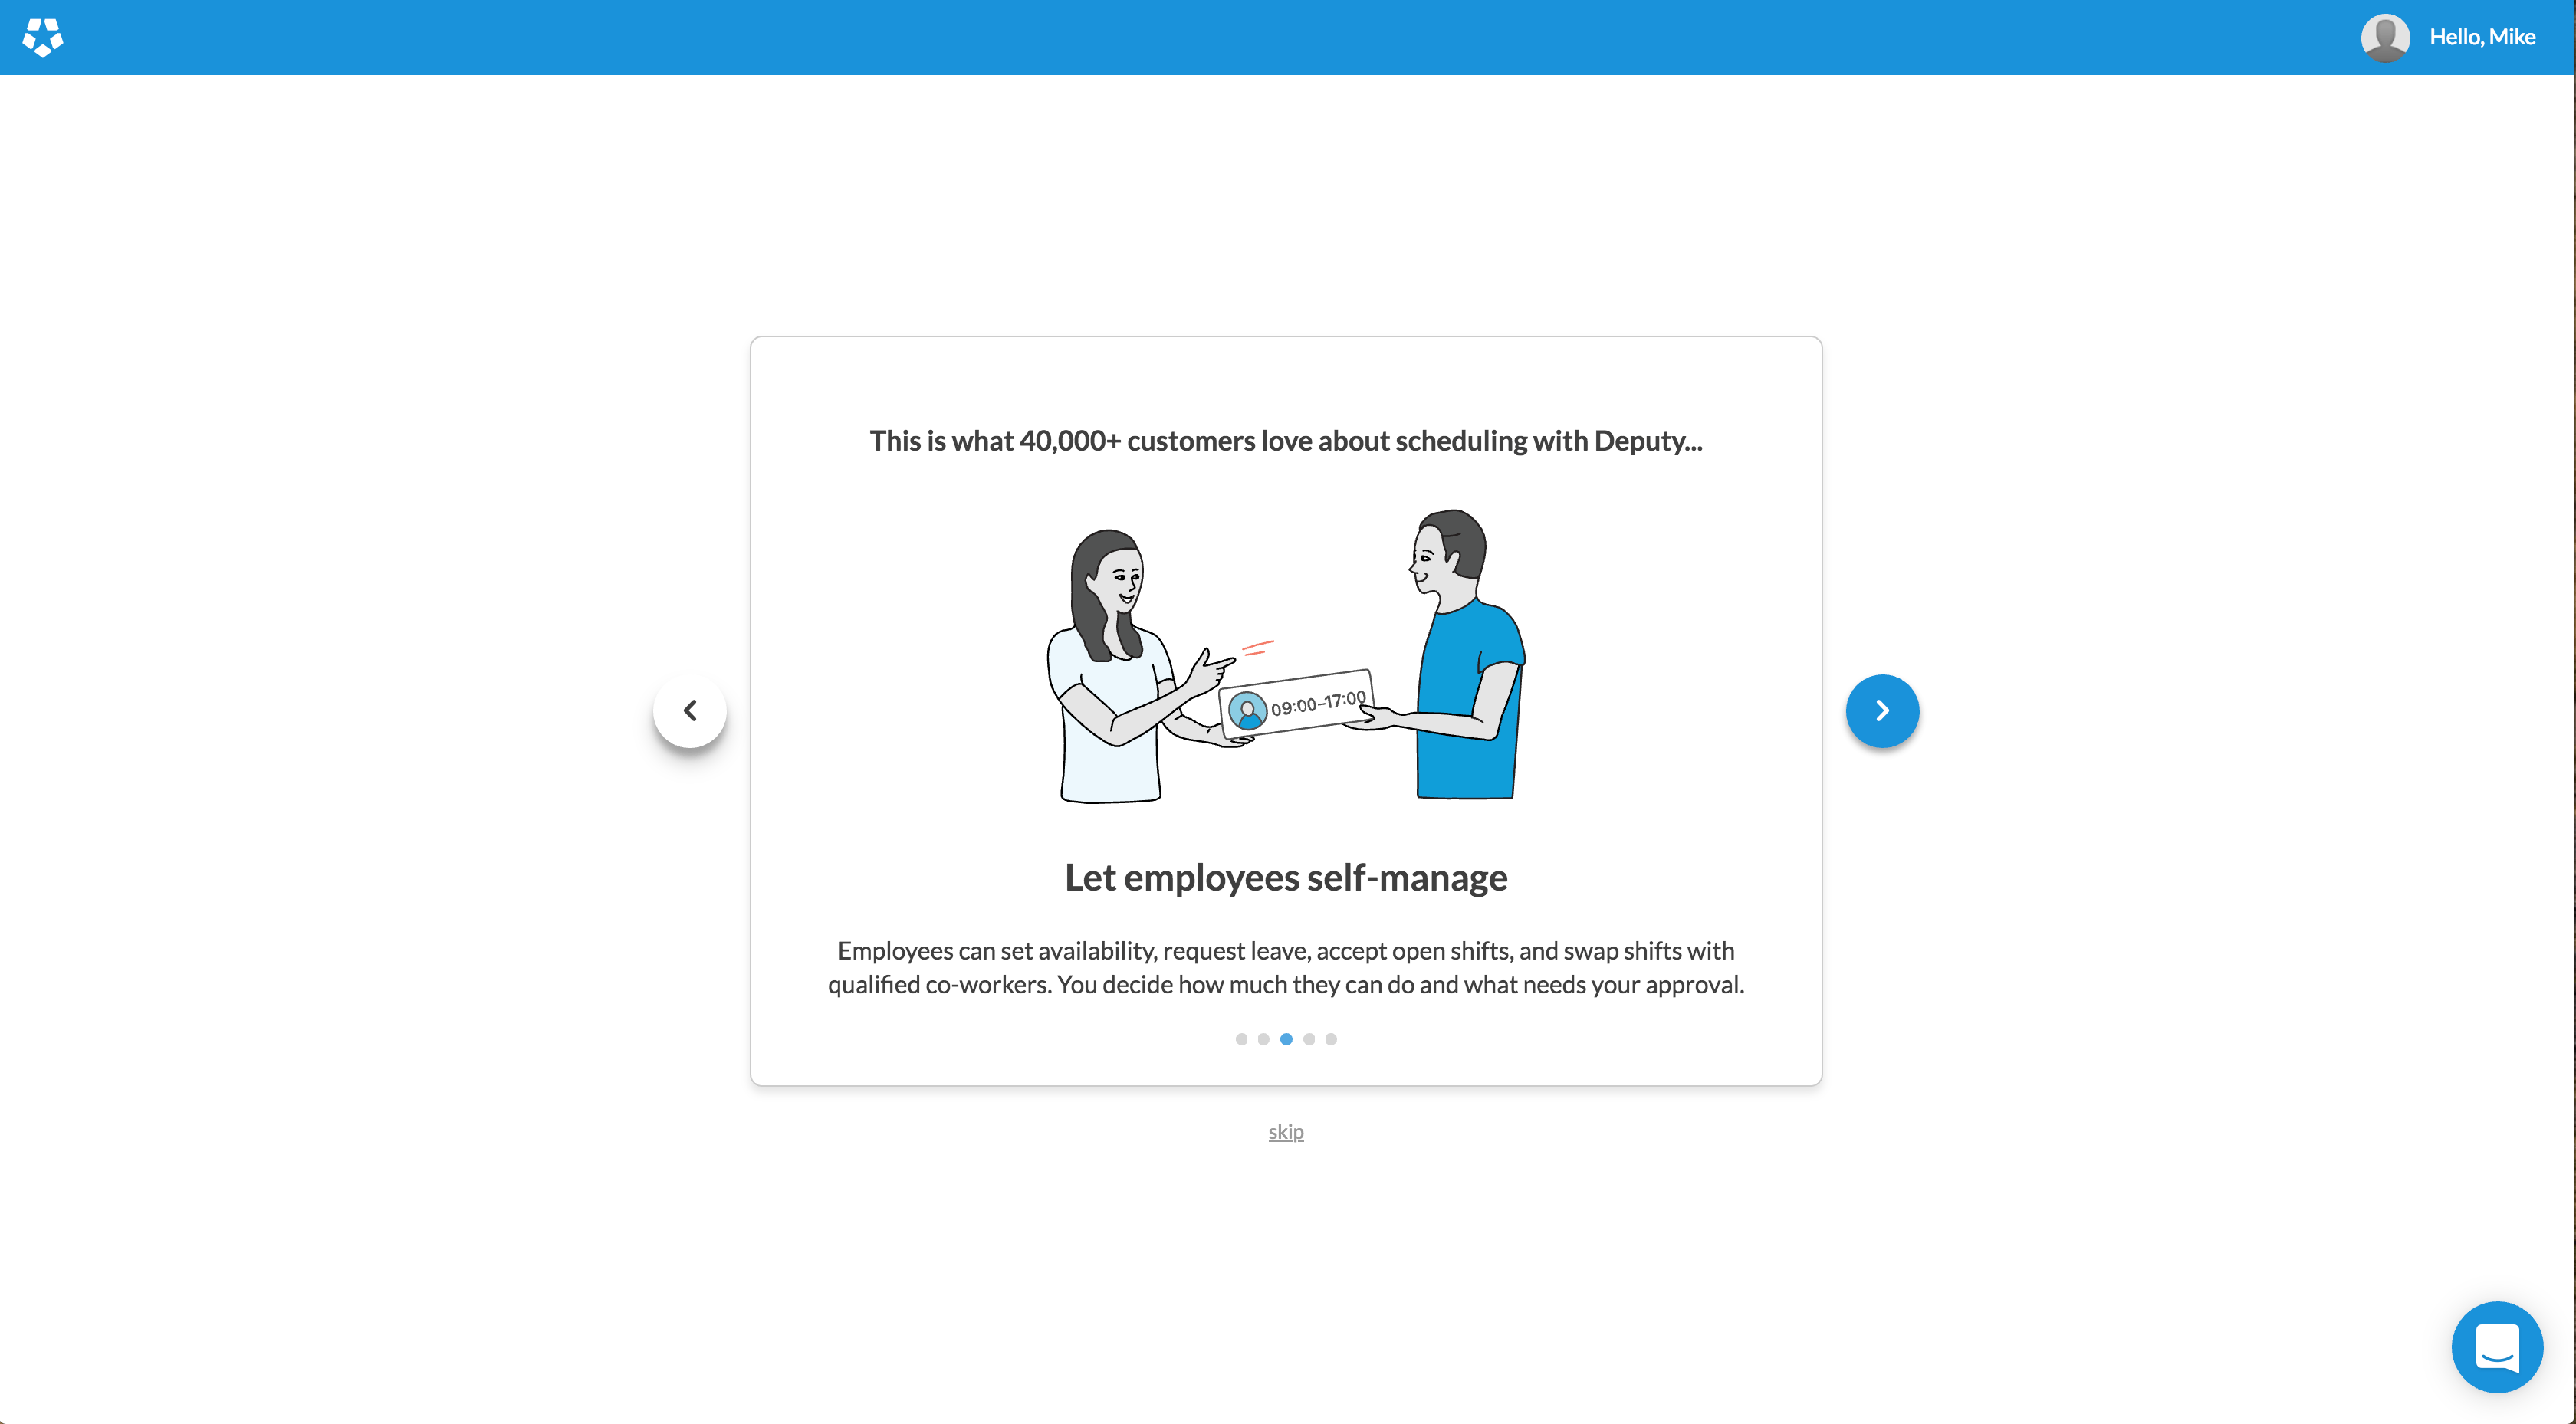 Hello, Mike
This is what 40,000+ customers love about scheduling with Deputy...
09:00–17:00
Let employees self-manage
Employees can set availability, request leave, accept open shifts, and swap shifts with
qualified co-workers. You decide how much they can do and what needs your approval.
skip